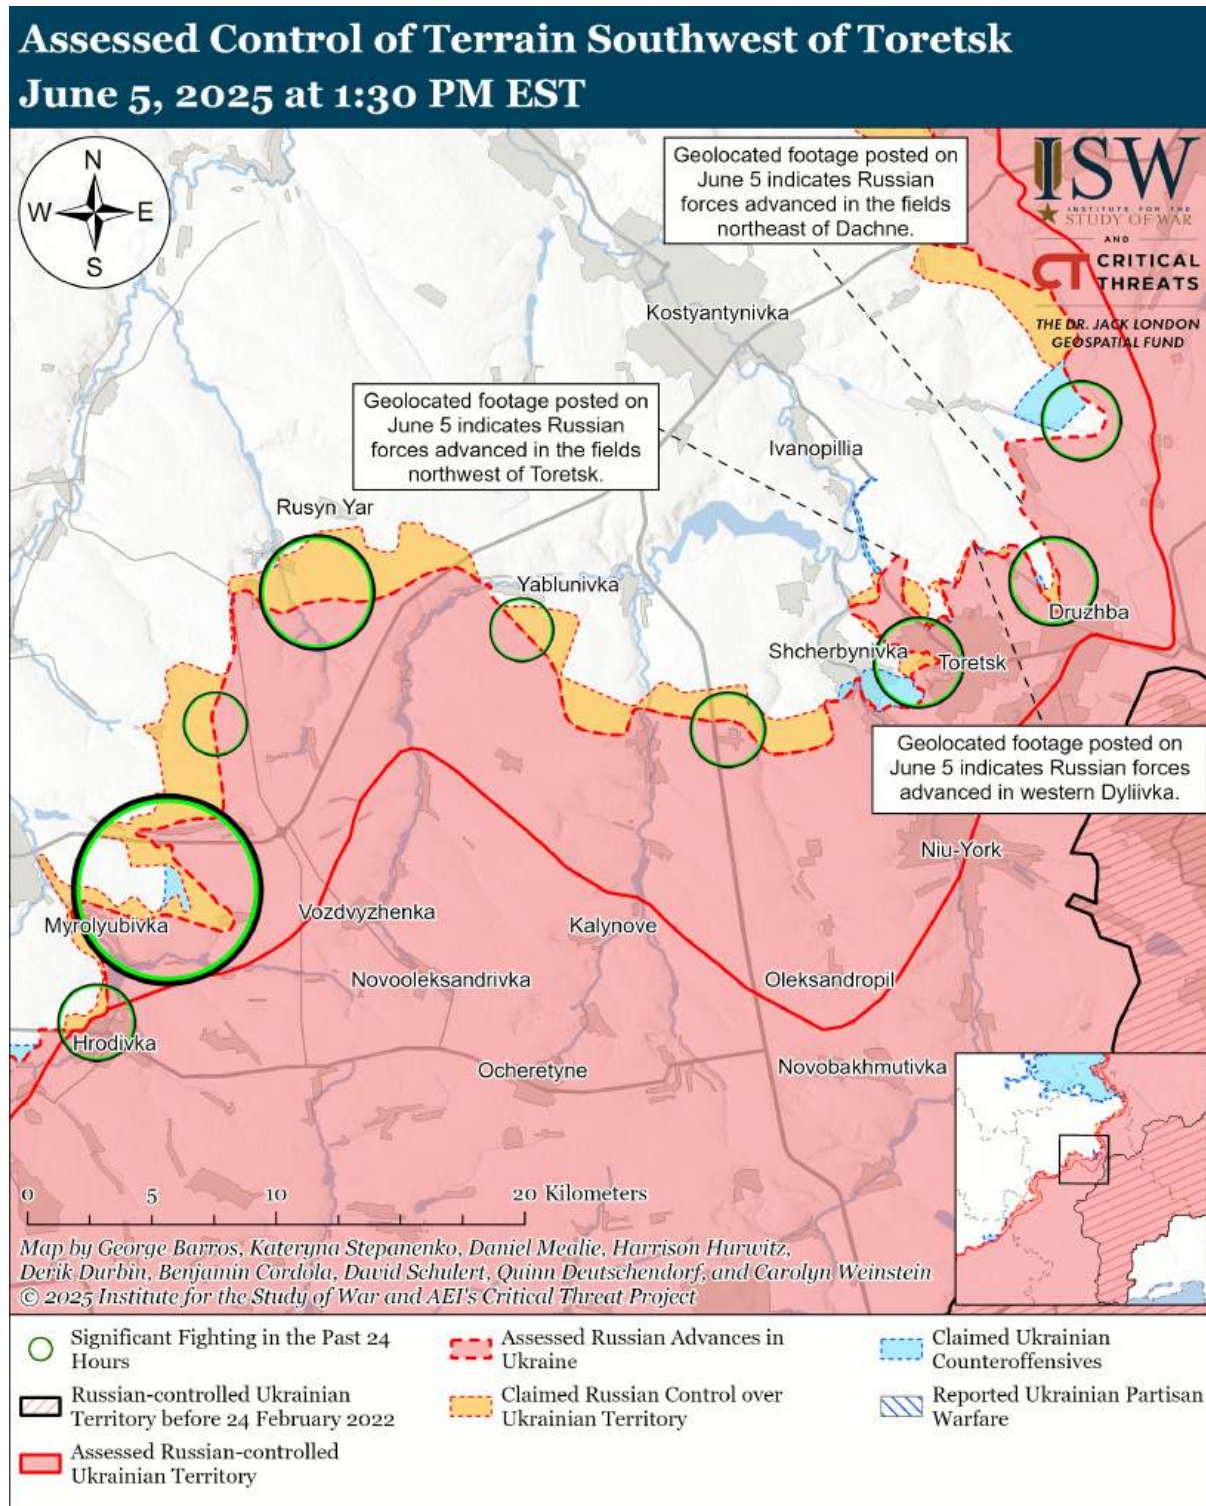 Assessed Control of Terrain Southwest of Toretsk
June 5, 2025 at 1:30 PM EST
N
W
E
S
Geolocated footage posted on
June 5 indicates Russian
forces advanced in the fields
northeast of Dachne.
ISW
INSTITUTE FOR THE
STUDY OF WAR
AND
CT CRITICAL
THREATS
THE DR. JACK LONDON
GEOSPATIAL FUND
Kostyantynivka
Geolocated footage posted on
June 5 indicates Russian
forces advanced in the fields
northwest of Toretsk.
Ivanopillia
Rusyn Yar
Yablunivka
Druzhba
Shcherbynivka
Toretsk
Geolocated footage posted on
June 5 indicates Russian forces
advanced in western Dyliivka.
Niu-York
Myrolyubivka
Vozdvyzhenka
Kalynove
Novooleksandrivka
Oleksandropil
Hrodivka
Ocheretyne
Novobakhmutivka
0 5 10 20 Kilometers
Map by George Barros, Kateryna Stepanenko, Daniel Mealie, Harrison Hurwitz,
Derik Durbin, Benjamin Cordola, David Schulert, Quinn Deutschendorf, and Carolyn Weinstein
© 2025 Institute for the Study of War and AEI's Critical Threat Project
Significant Fighting in the Past 24
Hours
Russian-controlled Ukrainian
Territory before 24 February 2022
Assessed Russian-controlled
Ukrainian Territory
Assessed Russian Advances in
Ukraine
Claimed Russian Control over
Ukrainian Territory
Claimed Ukrainian
Counteroffensives
Reported Ukrainian Partisan
Warfare